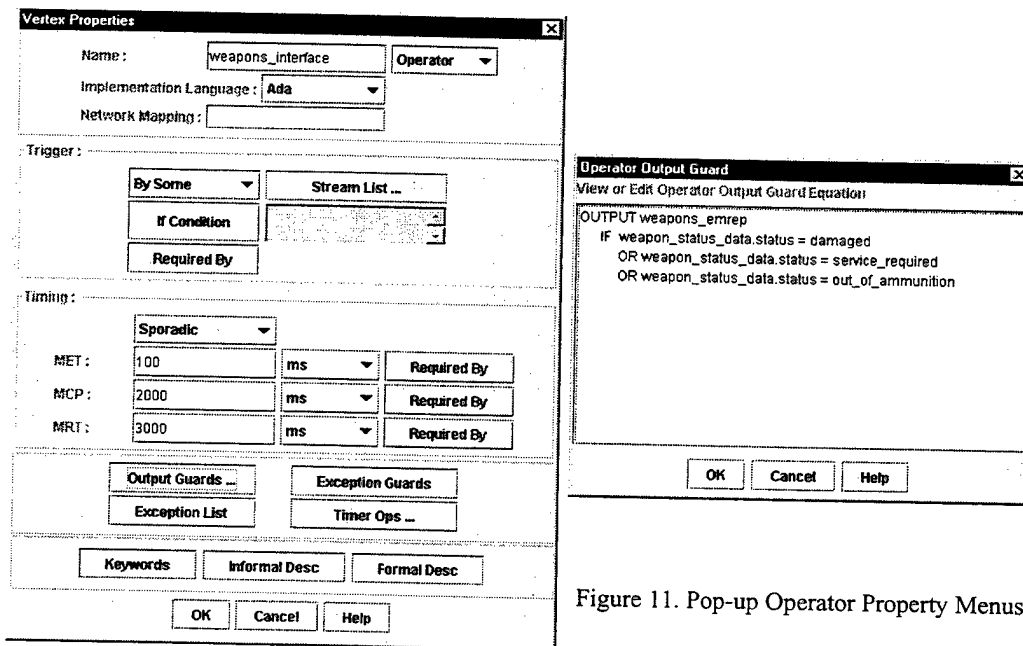 Vertex Properties
Name : weapons_interface Operator
Implementation Language : Ada
Network Mapping :
Trigger :
By Some Stream List ...
If Condition
Required By
Timing :
Sporadic
MET : 100 ms Required By
MCP : 2000 ms Required By
MRT : 3000 ms Required By
Output Guards ... Exception Guards
Exception List Timer Ops ...
Keywords Informal Desc Formal Desc
OK Cancel Help
Operator Output Guard
View or Edit Operator Output Guard Equation
OUTPUT weapons_emrep
IF weapon_status_data.status = damaged
OR weapon_status_data.status = service_required
OR weapon_status_data.status = out_of_ammunition
OK Cancel Help
Figure 11. Pop-up Operator Property Menus